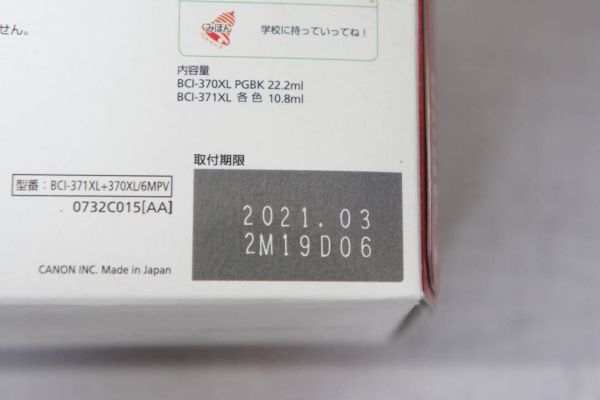 せん。
くみほん
学校に持っていってね!
内容量
BCI-370XL PGBK 22.2ml
BCI-371XL 各色 10.8ml
取付期限
型番：BCI-371XL+370XL/6MPV
0732C015[AA]
2021.03
2M19D06
CANON INC. Made in Japan